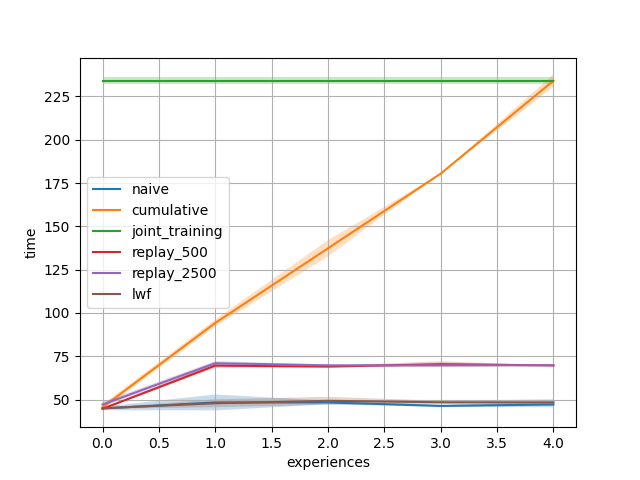 225
200
175
150
125
100
75
50
time
naive
cumulative
joint_training
replay_500
replay_2500
lwf
0.0 0.5 1.0 1.5 2.0 2.5 3.0 3.5 4.0
experiences